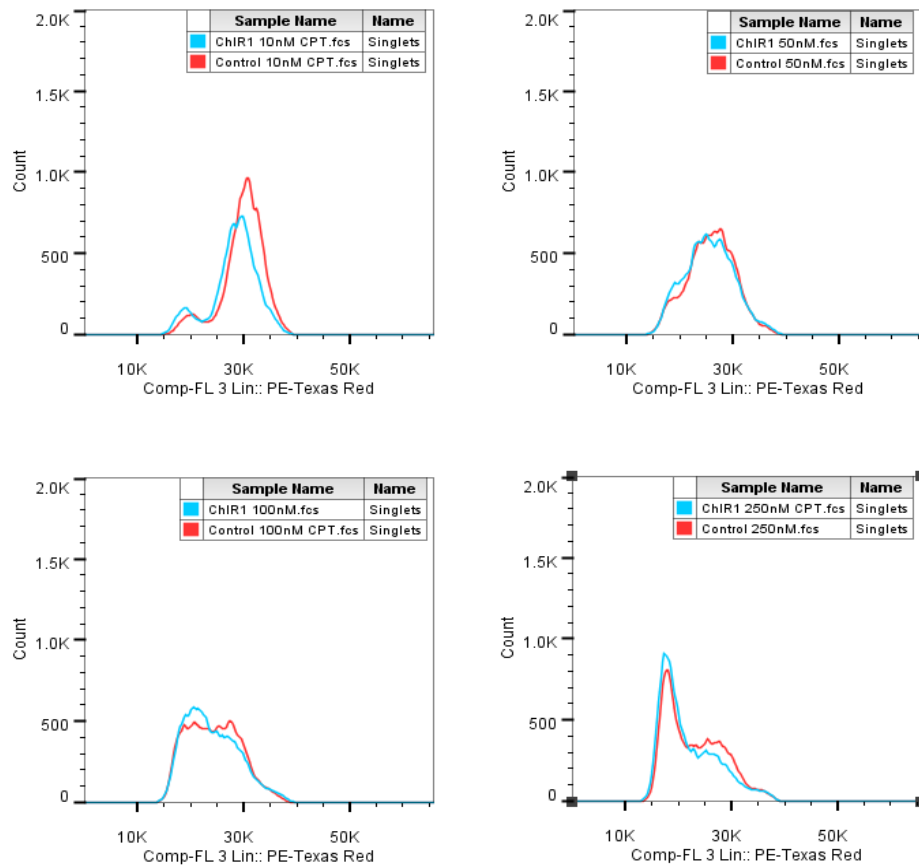 2.0K
Sample Name Name
ChIR1 10nM CPT.fcs Singlets
Control 10nM CPT.fcs Singlets
1.5K
Count
1.0K
500
0
10K 30K 50K
Comp-FL 3 Lin:: PE-Texas Red
2.0K
Sample Name Name
ChIR1 50nM.fcs Singlets
Control 50nM.fcs Singlets
1.5K
Count
1.0K
500
0
10K 30K 50K
Comp-FL 3 Lin:: PE-Texas Red
2.0K
Sample Name Name
ChIR1 100nM.fcs Singlets
Control 100nM CPT.fcs Singlets
1.5K
Count
1.0K
500
0
10K 30K 50K
Comp-FL 3 Lin:: PE-Texas Red
2.0K
Sample Name Name
ChIR1 250nM CPT.fcs Singlets
Control 250nM.fcs Singlets
1.5K
Count
1.0K
500
0
10K 30K 50K
Comp-FL 3 Lin:: PE-Texas Red